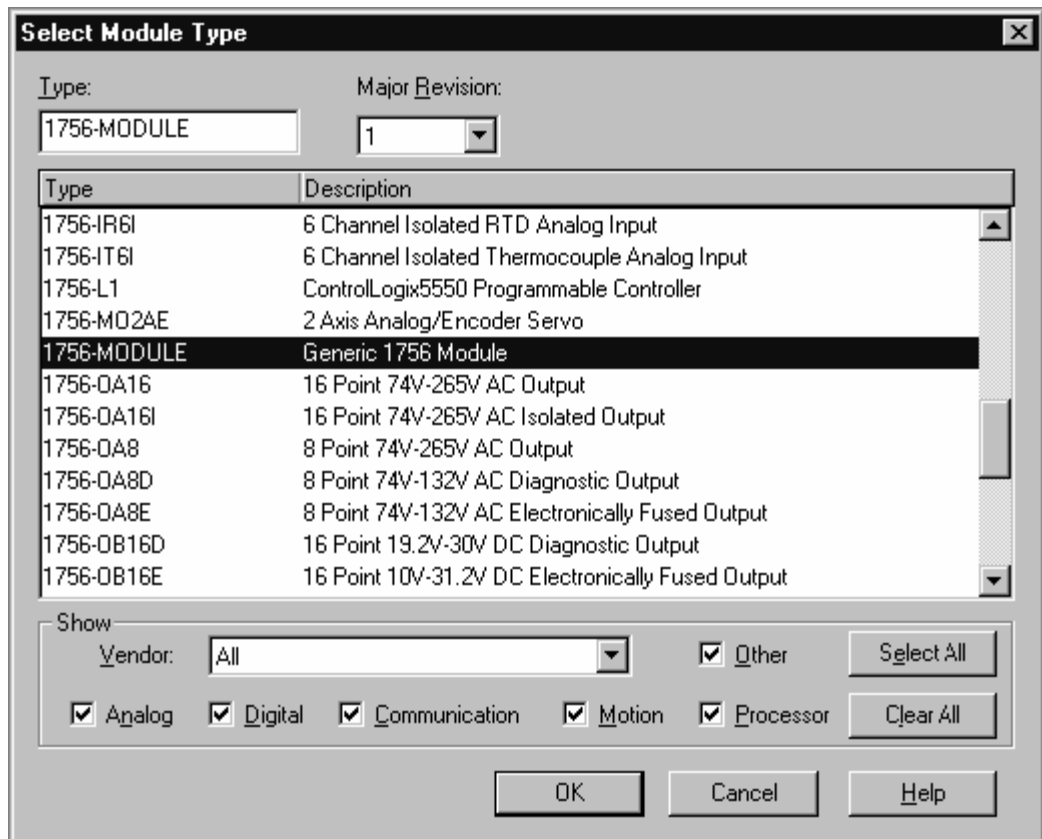 Select Module Type
Type: Major Revision:
1756-MODULE 1
Type Description
1756-IR6I 6 Channel Isolated RTD Analog Input
1756-IT6I 6 Channel Isolated Thermocouple Analog Input
1756-L1 ControlLogix5550 Programmable Controller
1756-M02AE 2 Axis Analog/Encoder Servo
1756-MODULE Generic 1756 Module
1756-OA16 16 Point 74V-265V AC Output
1756-OA16I 16 Point 74V-265V AC Isolated Output
1756-OA8 8 Point 74V-265V AC Output
1756-OA8D 8 Point 74V-132V AC Diagnostic Output
1756-OA8E 8 Point 74V-132V AC Electronically Fused Output
1756-OB16D 16 Point 19.2V-30V DC Diagnostic Output
1756-OB16E 16 Point 10V-31.2V DC Electronically Fused Output
Show
Vendor: All Other Select All
Analog Digital Communication Motion Processor Clear All
OK Cancel Help